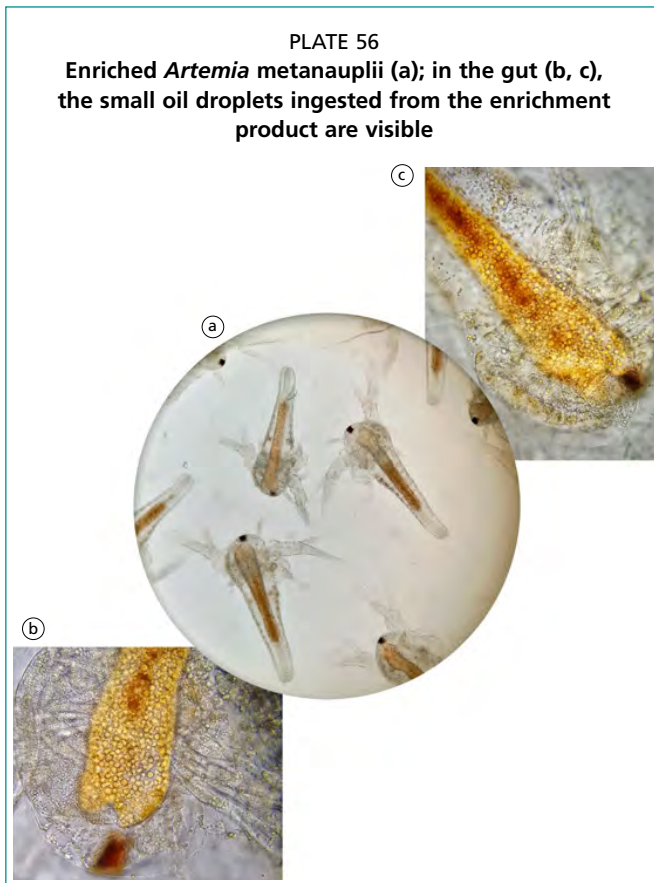 PLATE 56
Enriched Artemia metanauplii (a); in the gut (b, c),
the small oil droplets ingested from the enrichment
product are visible
c
a
b